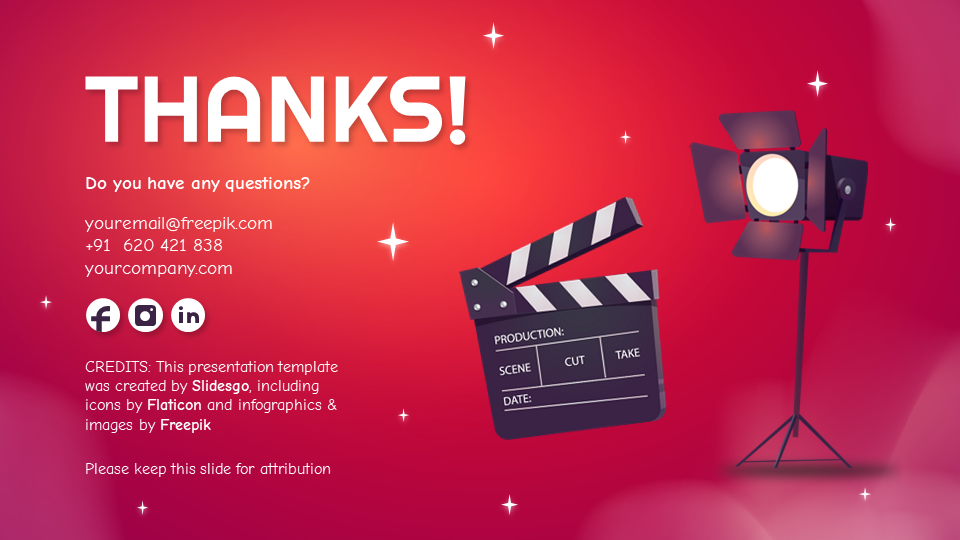 THANKS!
Do you have any questions?
youremail@freepik.com
+91 620 421 838
yourcompany.com
CREDITS: This presentation template
was created by Slidesgo, including
icons by Flaticon and infographics &
images by Freepik
Please keep this slide for attribution
PRODUCTION:
SCENE CUT TAKE
DATE: